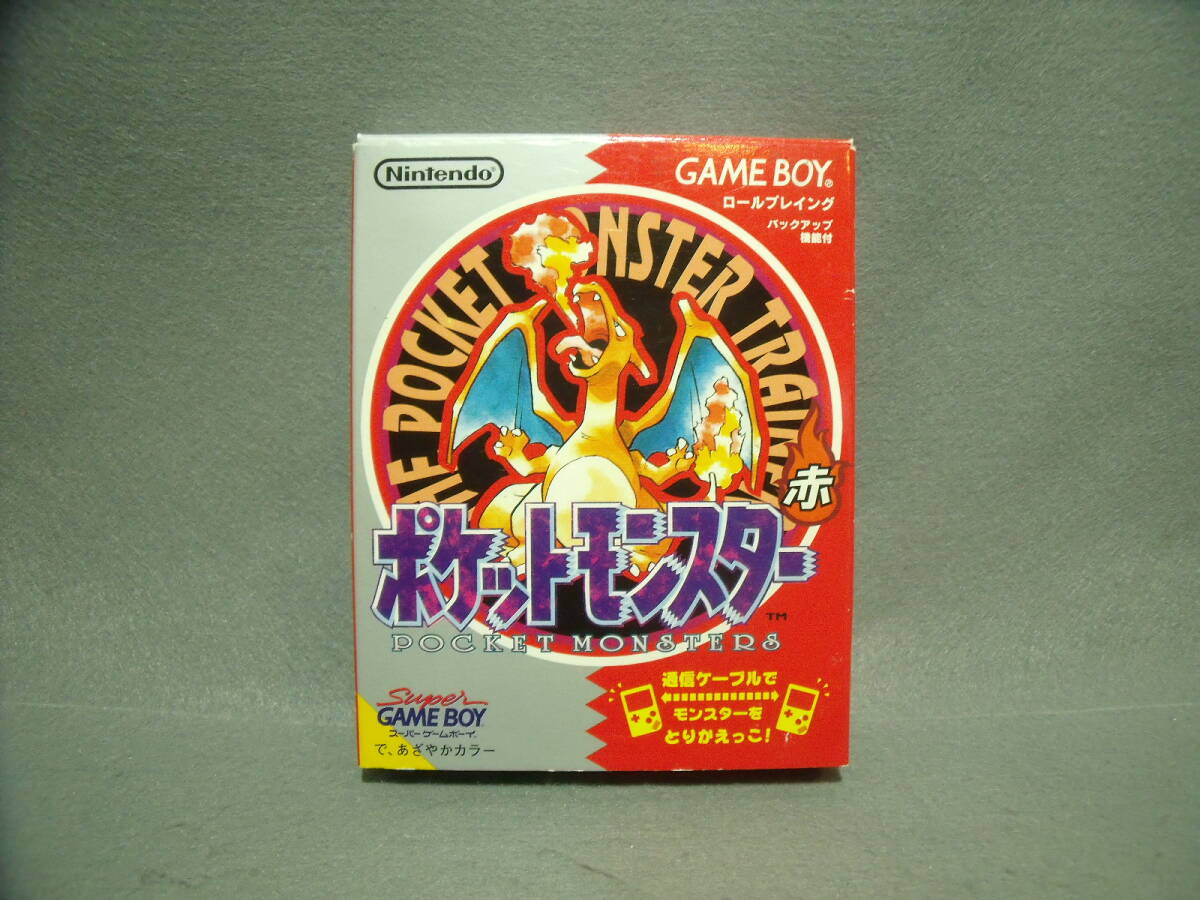 Nintendo®
GAME BOY®
ロールプレイング
バックアップ
機能付
POCKET MONSTER
赤
ポケットモンスター
TM
POCKET MONSTERS
Super
GAME BOY
スーパーゲームボーイ
で、あざやかカラー
通信ケーブルで
モンスターを
とりかえっこ!